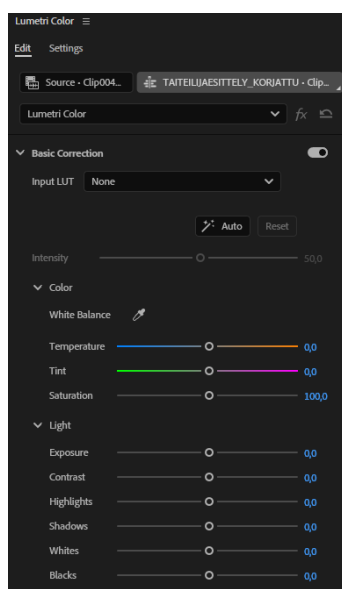 Lumetri Color
Edit Settings
Source • Clip004... TAITEILIJAESITTELY_KORJATTU • Clip...
Lumetri Color fx
Basic Correction
Input LUT None
Auto Reset
Intensity 50,0
Color
White Balance
Temperature 0,0
Tint 0,0
Saturation 100,0
Light
Exposure 0,0
Contrast 0,0
Highlights 0,0
Shadows 0,0
Whites 0,0
Blacks 0,0